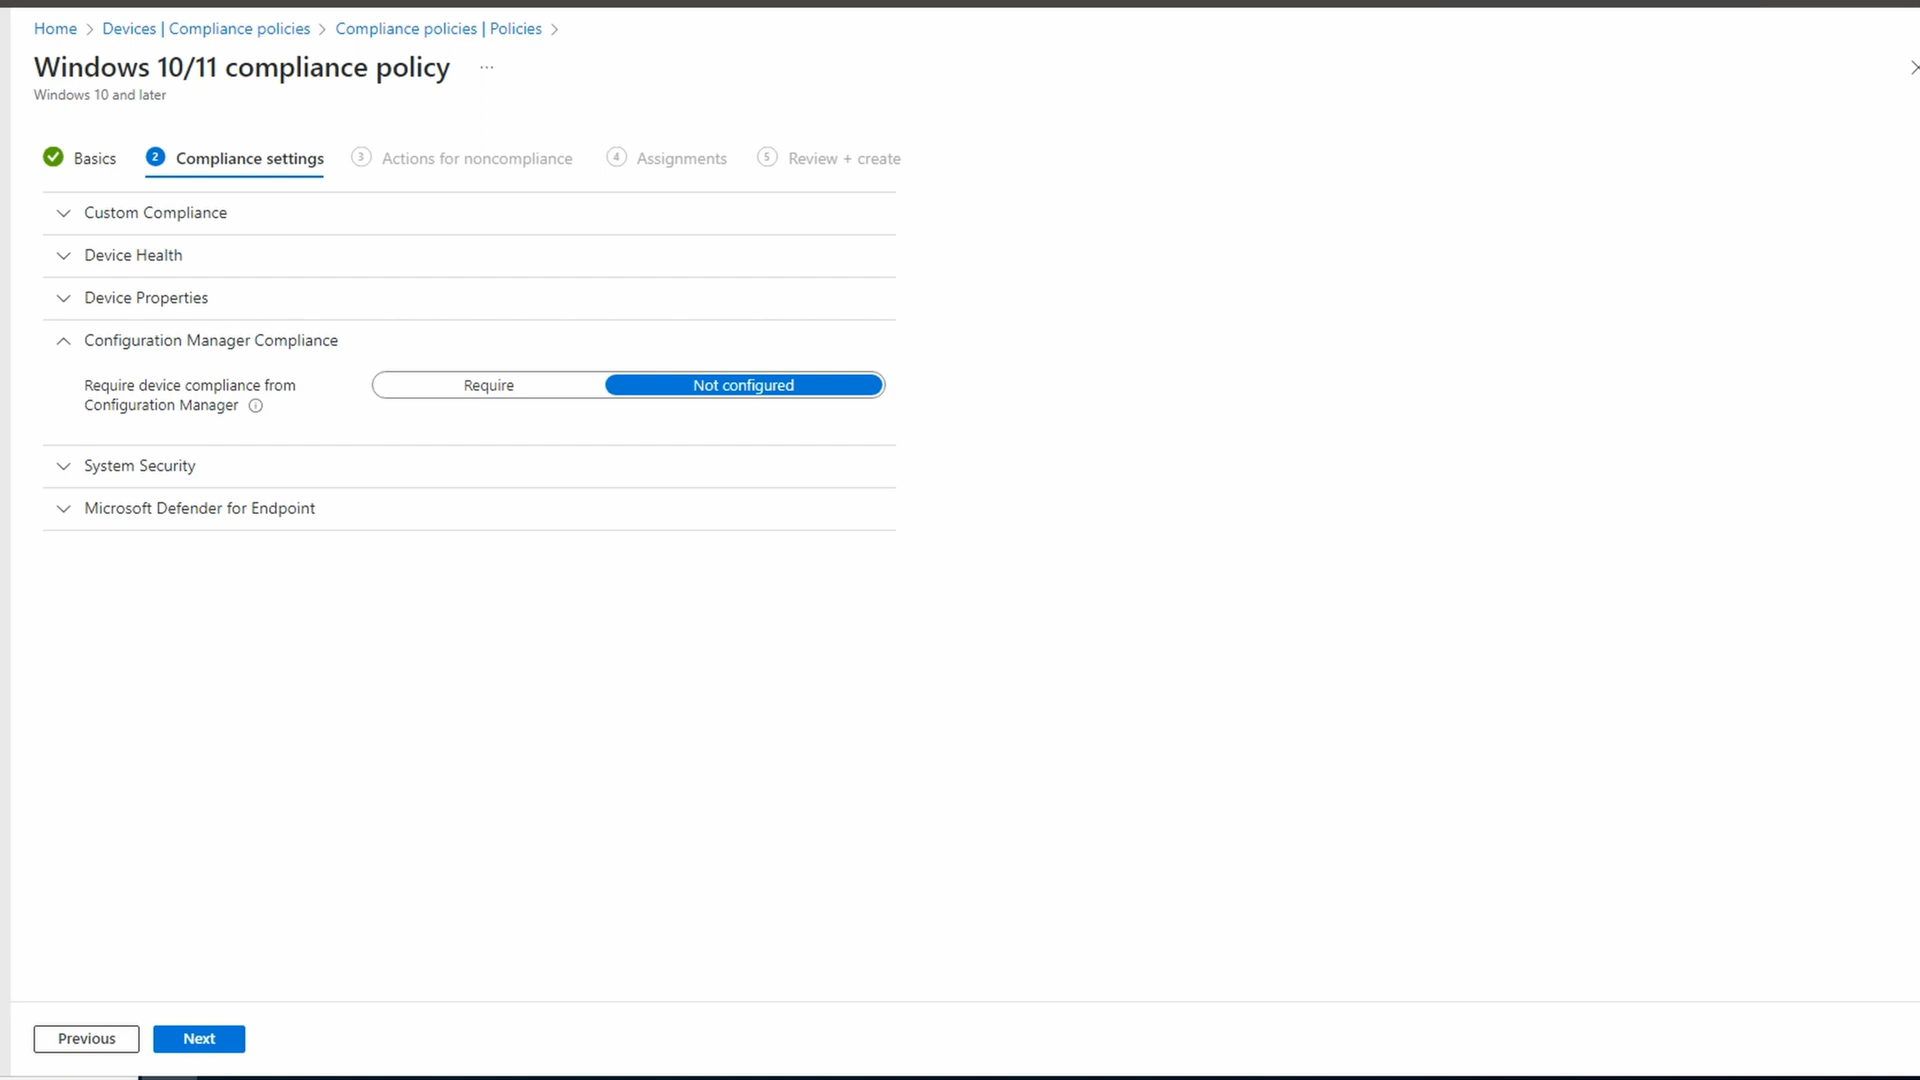 Home > Devices | Compliance policies > Compliance policies | Policies >
Windows 10/11 compliance policy ...
Windows 10 and later
Basics 2 Compliance settings 3 Actions for noncompliance 4 Assignments 5 Review + create
Custom Compliance
Device Health
Device Properties
Configuration Manager Compliance
Require device compliance from
Configuration Manager
Require Not configured
System Security
Microsoft Defender for Endpoint
Previous Next